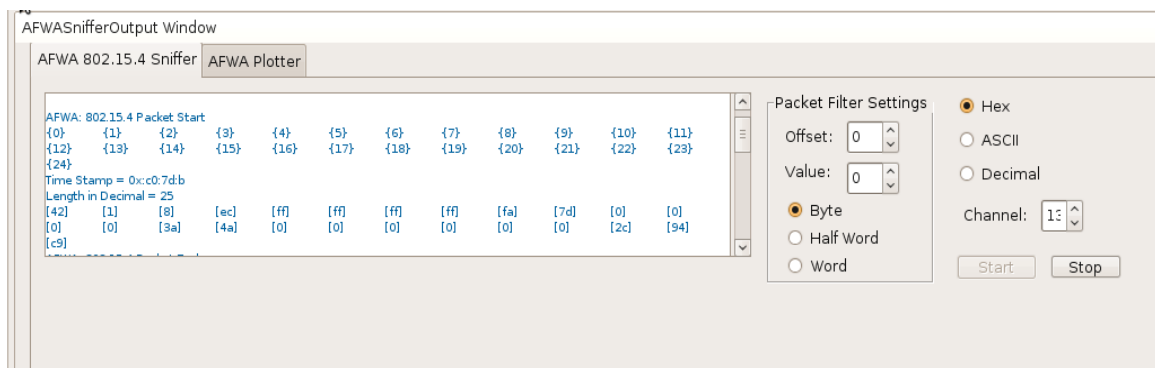 AFWASnifferOutput Window
AFWA 802.15.4 Sniffer AFWA Plotter
AFWA: 802.15.4 Packet Start
{0} {1} {2} {3} {4} {5} {6} {7} {8} {9} {10} {11}
{12} {13} {14} {15} {16} {17} {18} {19} {20} {21} {22} {23}
{24}
Time Stamp = 0x:c0:7d:b
Length in Decimal = 25
[42] [1] [8] [ec] [ff] [ff] [ff] [ff] [fa] [7d] [0] [0]
[0] [0] [3a] [4a] [0] [0] [0] [0] [0] [0] [2c] [94]
[c9]
Packet Filter Settings
Offset: 0
Value: 0
Byte
Half Word
Word
Hex
ASCII
Decimal
Channel:
Start Stop